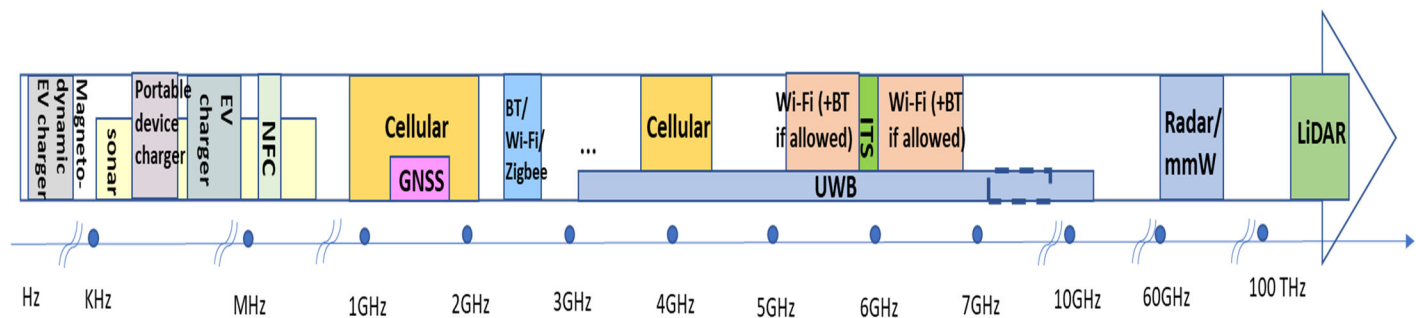 Magneto-
dynamic
EV charger
sonar
Portable
device
charger
EV
charger
NFC
Cellular
GNSS
BT/
Wi-Fi/
Zigbee
...
Cellular
Wi-Fi (+BT
if allowed)
ITS
Wi-Fi (+BT
if allowed)
UWB
Radar/
mmW
LiDAR
Hz
KHz
MHz
1GHz
2GHz
3GHz
4GHz
5GHz
6GHz
7GHz
10GHz
60GHz
100 THz